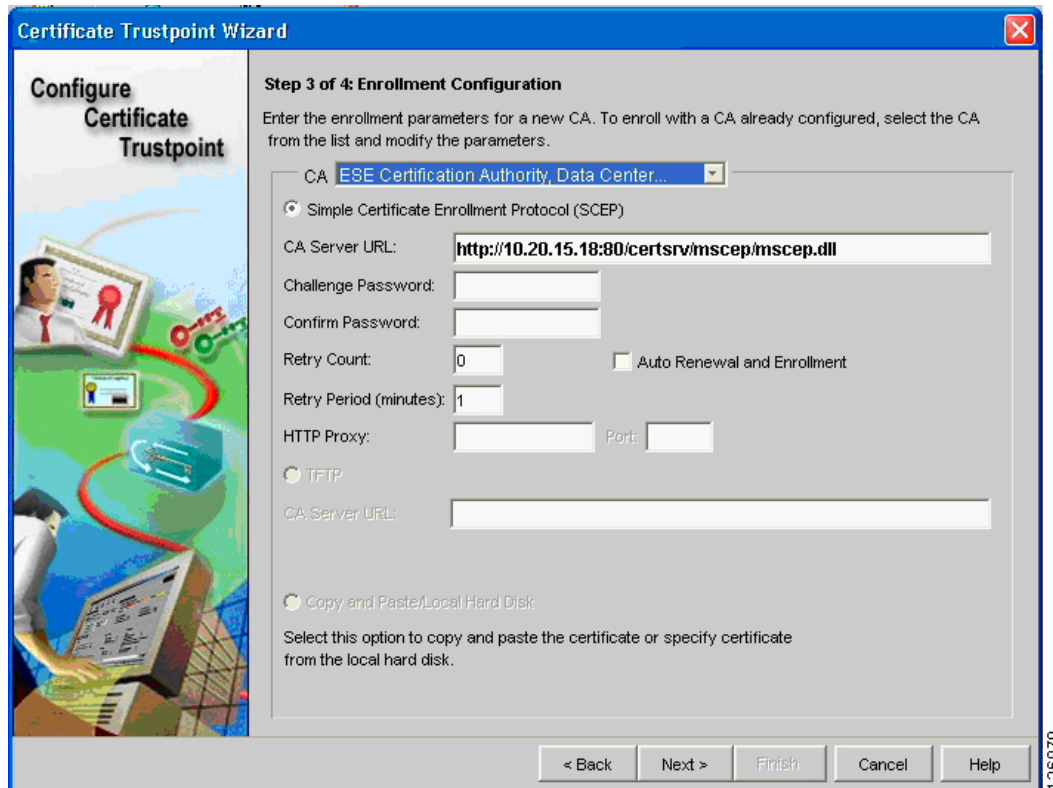 Certificate Trustpoint Wizard
Configure
Certificate
Trustpoint
Step 3 of 4: Enrollment Configuration
Enter the enrollment parameters for a new CA. To enroll with a CA already configured, select the CA
from the list and modify the parameters.
CA ESE Certification Authority, Data Center...
Simple Certificate Enrollment Protocol (SCEP)
CA Server URL: http://10.20.15.18:80/certsrv/mscep/mscep.dll
Challenge Password:
Confirm Password:
Retry Count: 0 Auto Renewal and Enrollment
Retry Period (minutes): 1
HTTP Proxy: Port:
TFTP
CA Server URL:
Copy and Paste/Local Hard Disk
Select this option to copy and paste the certificate or specify certificate
from the local hard disk.
< Back Next > Finish Cancel Help